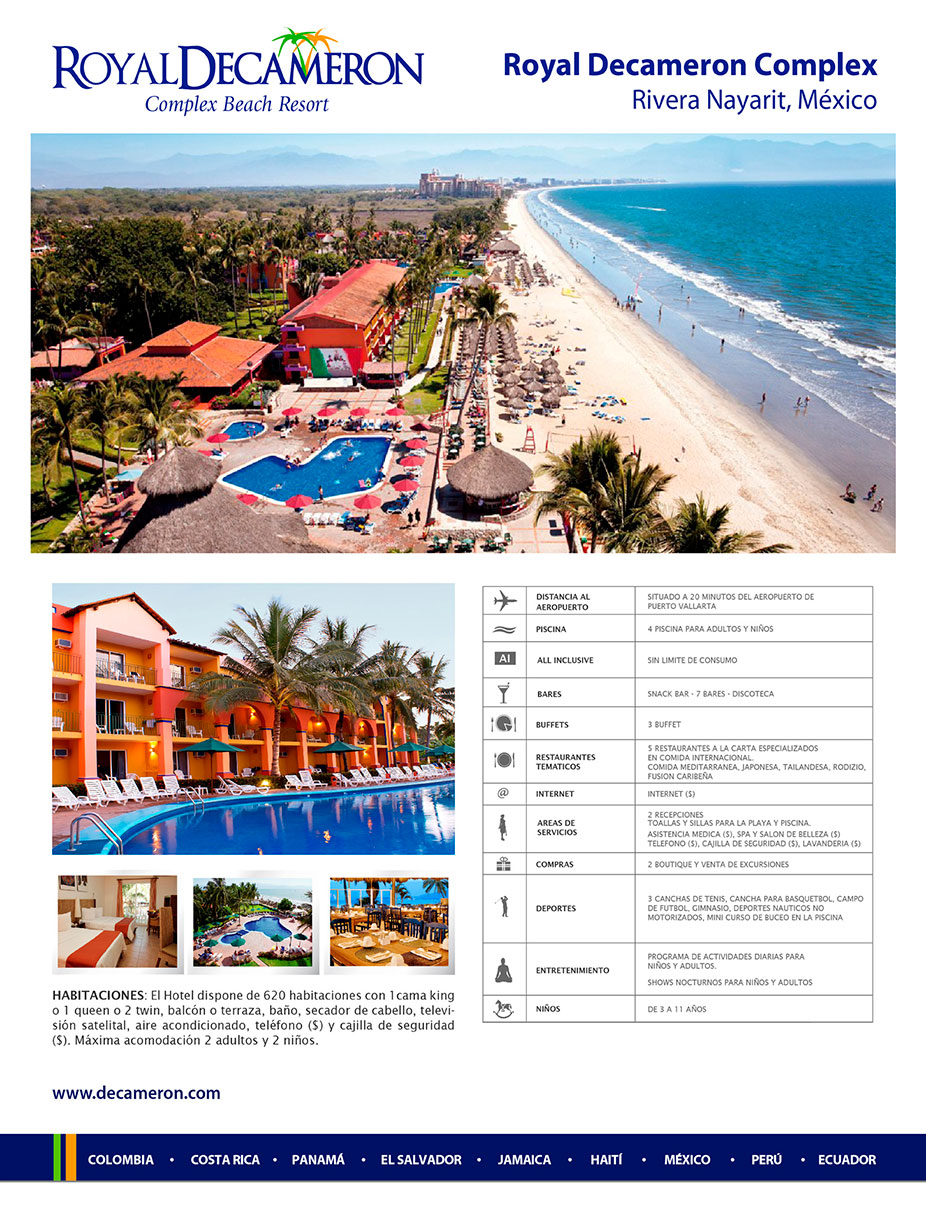 ROYALDECAMERON
Complex Beach Resort
Royal Decameron Complex
Rivera Nayarit, México
DISTANCIA AL
AEROPUERTO
SITUADO A 20 MINUTOS DEL AEROPUERTO DE
PUERTO VALLARTA
PISCINA
4 PISCINA PARA ADULTOS Y NIÑOS
AI
ALL INCLUSIVE
SIN LIMITE DE CONSUMO
BARES
SNACK BAR - 7 BARES - DISCOTECA
BUFFETS
3 BUFFET
RESTAURANTES
TEMATICOS
5 RESTAURANTES A LA CARTA ESPECIALIZADOS
EN COMIDA INTERNACIONAL.
COMIDA MEDITARRANEA, JAPONESA, TAILANDESA, RODIZIO,
FUSION CARIBEÑA
@
INTERNET
INTERNET ($)
AREAS DE
SERVICIOS
2 RECEPCIONES
TOALLAS Y SILLAS PARA LA PLAYA Y PISCINA.
ASISTENCIA MEDICA ($), SPA Y SALON DE BELLEZA ($)
TELEFONO ($), CAJILLA DE SEGURIDAD ($), LAVANDERIA ($)
COMPRAS
2 BOUTIQUE Y VENTA DE EXCURSIONES
DEPORTES
3 CANCHAS DE TENIS, CANCHA PARA BASQUETBOL, CAMPO
DE FUTBOL, GIMNASIO, DEPORTES NAUTICOS NO
MOTORIZADOS, MINI CURSO DE BUCEO EN LA PISCINA
ENTRETENIMIENTO
PROGRAMA DE ACTIVIDADES DIARIAS PARA
NIÑOS Y ADULTOS.
SHOWS NOCTURNOS PARA NIÑOS Y ADULTOS
NIÑOS
DE 3 A 11 AÑOS
HABITACIONES: El Hotel dispone de 620 habitaciones con 1cama king
o 1 queen o 2 twin, balcón o terraza, baño, secador de cabello, televi-
sión satelital, aire acondicionado, teléfono ($) y cajilla de seguridad
($). Máxima acomodación 2 adultos y 2 niños.
www.decameron.com
COLOMBIA • COSTA RICA • PANAMÁ • EL SALVADOR • JAMAICA • HAITÍ • MÉXICO • PERÚ • ECUADOR